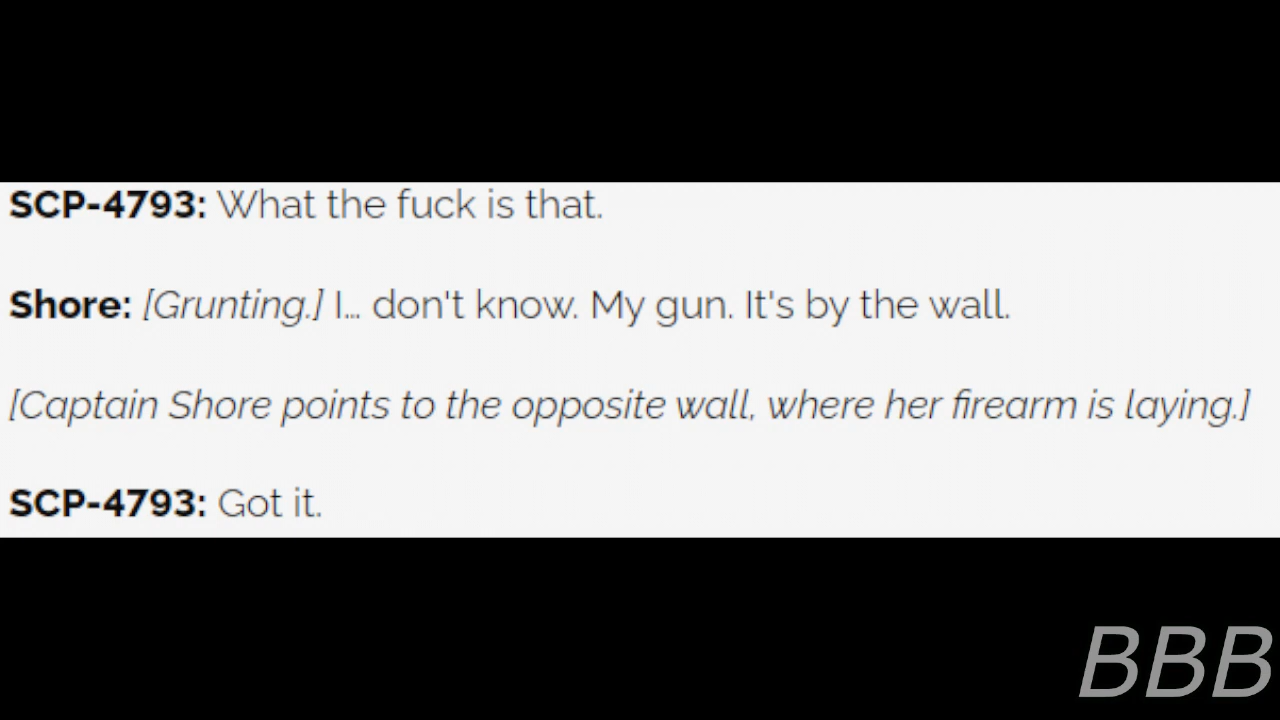 SCP-4793: What the fuck is that.
Shore: [Grunting.] I... don't know. My gun. It's by the wall.
[Captain Shore points to the opposite wall, where her firearm is laying.]
SCP-4793: Got it.
BBB